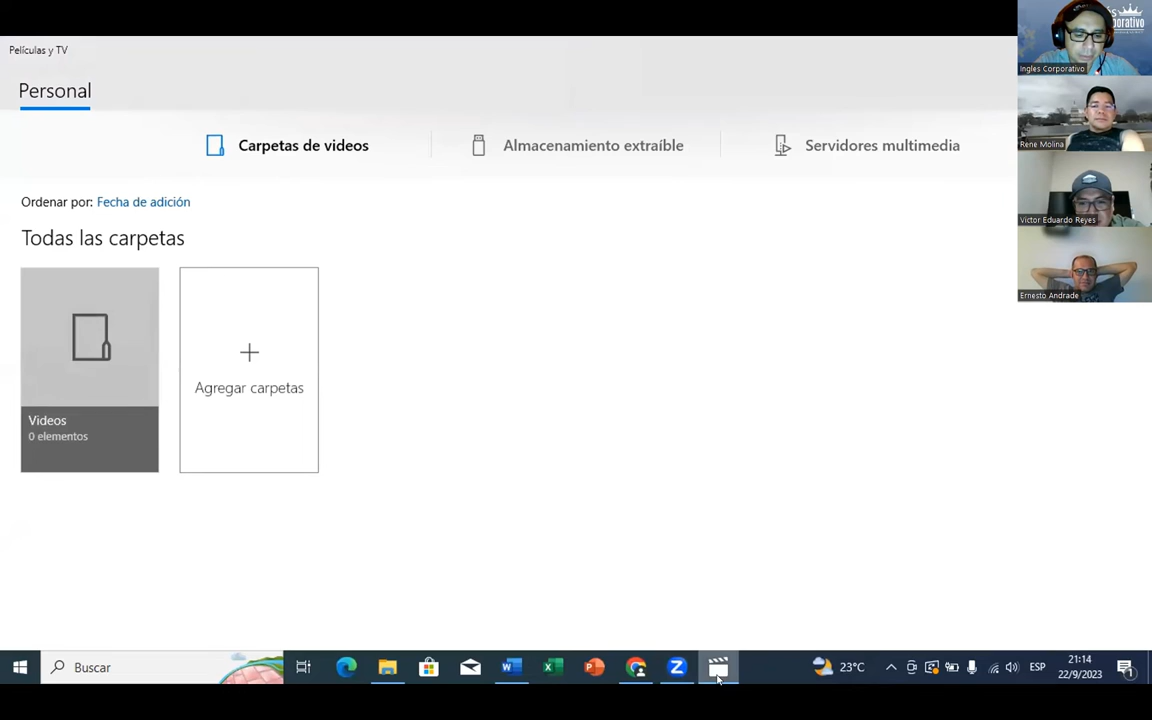 Películas y TV
Personal
Carpetas de videos
Almacenamiento extraíble
Servidores multimedia
Ordenar por: Fecha de adición
Todas las carpetas
Videos
0 elementos
Agregar carpetas
Ingles Corporativo
Rene Molina
Victor Eduardo Reyes
Ernesto Andrade
Buscar
23°C
ESP
21:14
22/9/2023
1